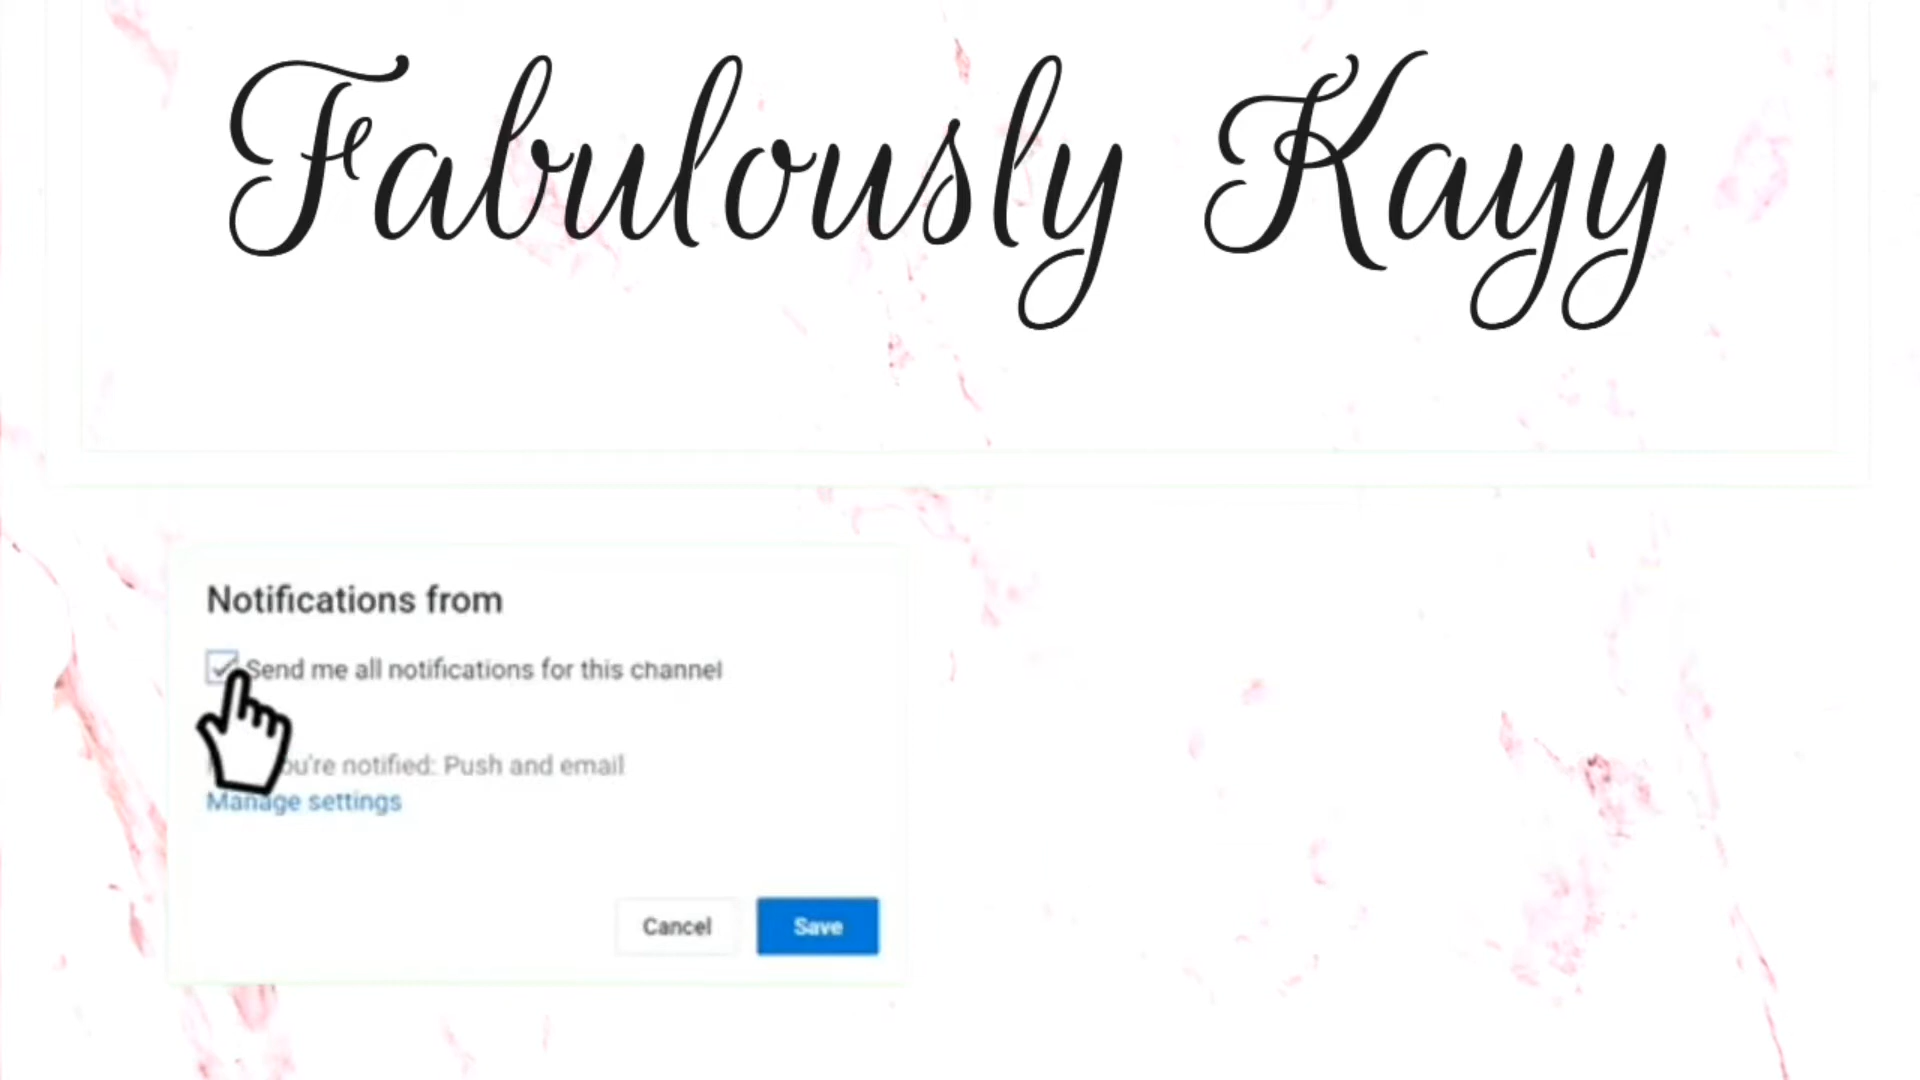 Fabulously Kayy
Notifications from
Send me all notifications for this channel
you're notified: Push and email
Manage settings
Cancel
Save